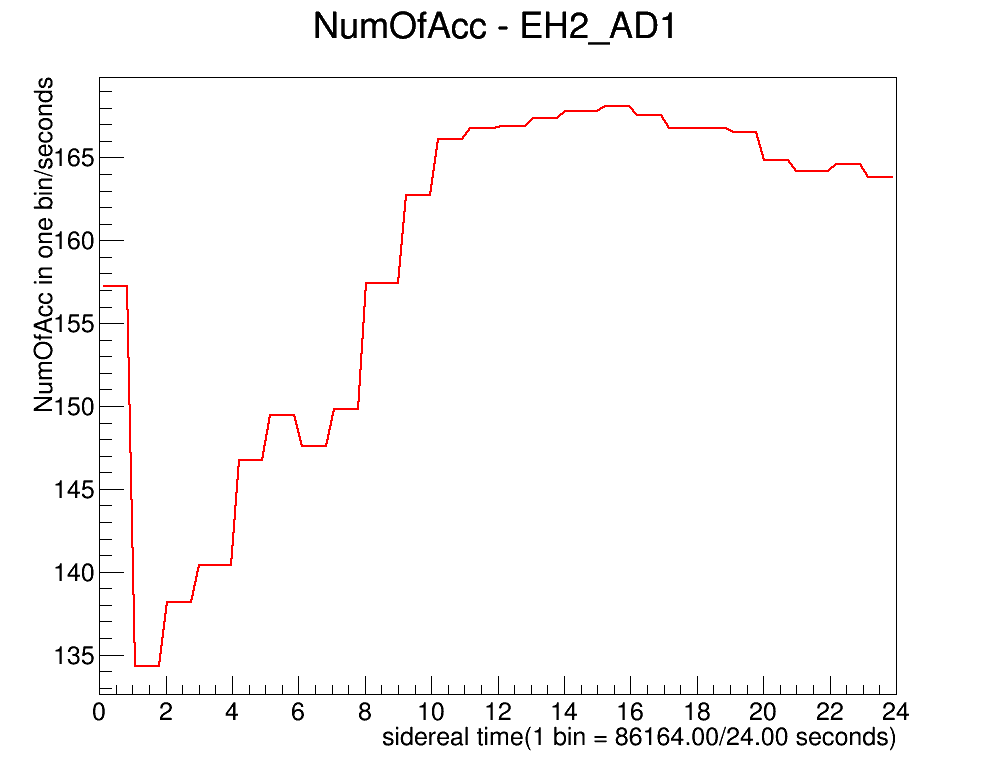 NumOfAcc - EH2_AD1
NumOfAcc in one bin/seconds
165
160
155
150
145
140
135
0 2 4 6 8 10 12 14 16 18 20 22 24
sidereal time(1 bin = 86164.00/24.00 seconds)